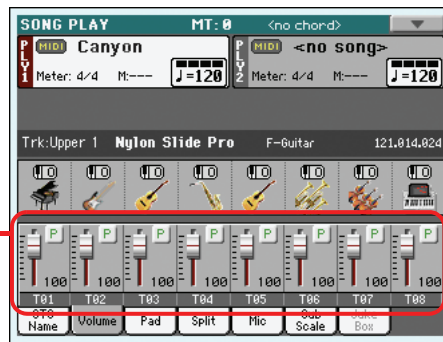 SONG PLAY MT: 0 <no chord>
PLY1 MIDI Canyon
Meter: 4/4 M:--- ♩=120
PLY2 MIDI <no song>
Meter: 4/4 M:--- ♩=120
Trk:Upper 1 Nylon Slide Pro F-Guitar 121.014.024
P P P P P P P P
100 100 100 100 100 100 100 100
T01 T02 T03 T04 T05 T06 T07 T08
STS Name Volume Pad Split Mic Sub Scale Juke Box